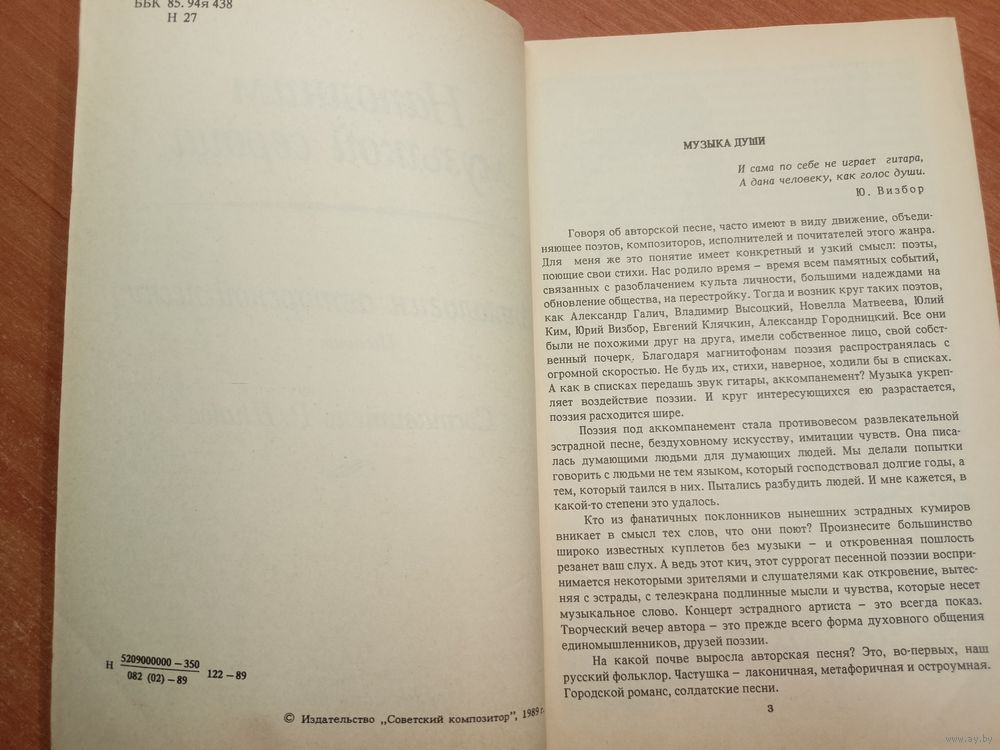 ББК 85.94я 438
Н 27
Н 5209000000 – 350
082 (02) – 89 122 – 89
© Издательство „Советский композитор", 1989 г.
МУЗЫКА ДУШИ
И сама по себе не играет гитара,
А дана человеку, как голос души.
Ю. Визбор
Говоря об авторской песне, часто имеют в виду движение, объеди-
няющее поэтов, композиторов, исполнителей и почитателей этого жанра.
Для меня же это понятие имеет конкретный и узкий смысл: поэты,
поющие свои стихи. Нас родило время – время всем памятных событий,
связанных с разоблачением культа личности, большими надеждами на
обновление общества, на перестройку. Тогда и возник круг таких поэтов,
как Александр Галич, Владимир Высоцкий, Новелла Матвеева, Юлий
Ким, Юрий Визбор, Евгений Клячкин, Александр Городницкий. Все они
были не похожими друг на друга, имели собственное лицо, свой собст-
венный почерк. Благодаря магнитофонам поэзия распространялась с
огромной скоростью. Не будь их, стихи, наверное, ходили бы в списках.
А как в списках передашь звук гитары, аккомпанемент? Музыка укреп-
ляет воздействие поэзии. И круг интересующихся ею разрастается,
поэзия расходится шире.
Поэзия под аккомпанемент стала противовесом развлекательной
эстрадной песне, бездуховному искусству, имитации чувств. Она писа-
лась думающими людьми для думающих людей. Мы делали попытки
говорить с людьми не тем языком, который господствовал долгие годы, а
тем, который таился в них. Пытались разбудить людей. И мне кажется, в
какой-то степени это удалось.
Кто из фанатичных поклонников нынешних эстрадных кумиров
вникает в смысл тех слов, что они поют? Произнесите большинство
широко известных куплетов без музыки – и откровенная пошлость
резанет ваш слух. А ведь этот кич, этот суррогат песенной поэзии воспри-
нимается некоторыми зрителями и слушателями как откровение, вытес-
няя с эстрады, с телеэкрана подлинные мысли и чувства, которые несет
музыкальное слово. Концерт эстрадного артиста – это всегда показ.
Творческий вечер автора – это прежде всего форма духовного общения
единомышленников, друзей поэзии.
На какой почве выросла авторская песня? Это, во-первых, наш
русский фольклор. Частушка – лаконичная, метафоричная и остроумная.
Городской романс, солдатские песни.
3
www.ay.by